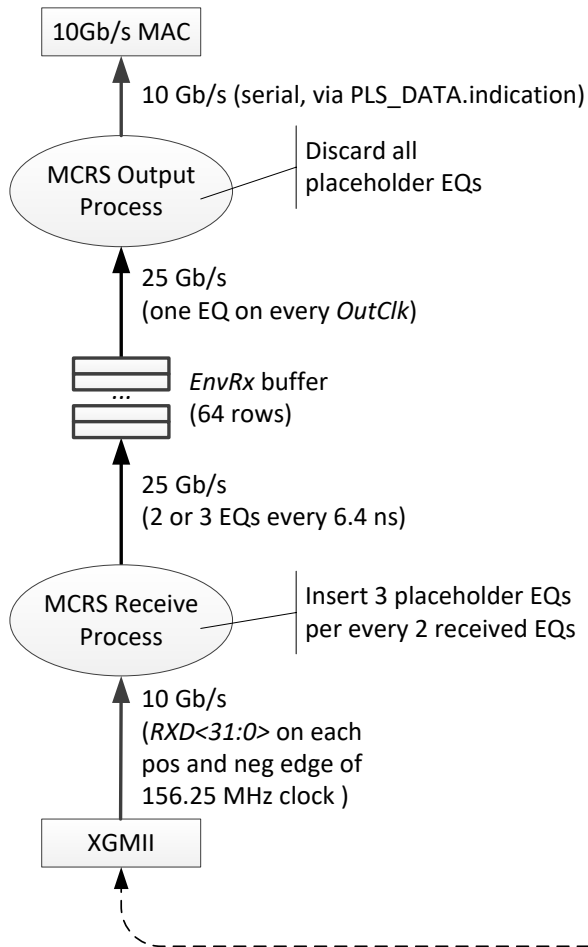 10Gb/s MAC
10 Gb/s (serial, via PLS_DATA.indication)
MCRS Output
Process
Discard all
placeholder EQs
25 Gb/s
(one EQ on every OutClk)
...
EnvRx buffer
(64 rows)
25 Gb/s
(2 or 3 EQs every 6.4 ns)
MCRS Receive
Process
Insert 3 placeholder EQs
per every 2 received EQs
10 Gb/s
(RXD<31:0> on each
pos and neg edge of
156.25 MHz clock )
XGMII